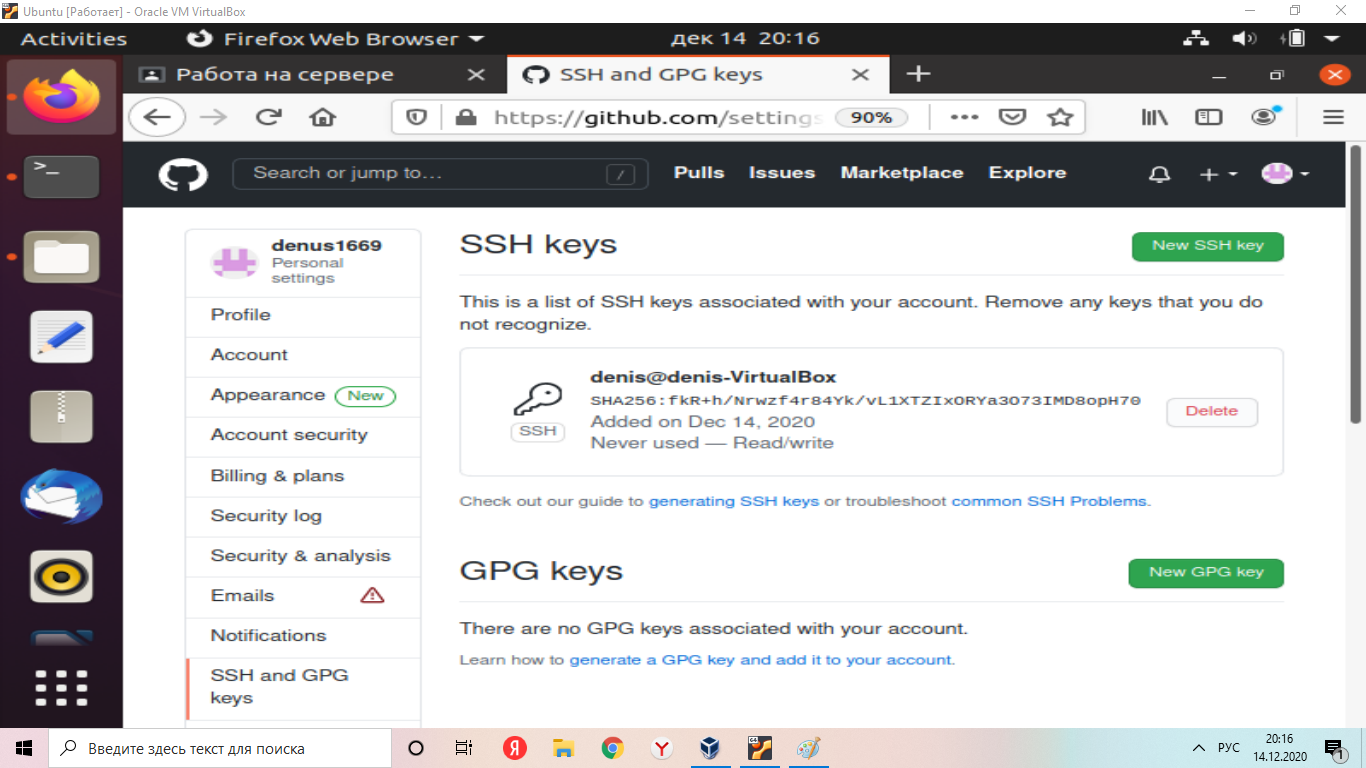 Ubuntu [Работает] - Oracle VM VirtualBox
Activities
Firefox Web Browser
дек 14 20:16
Работа на сервере
SSH and GPG keys
https://github.com/settings
90%
Search or jump to…
/
Pulls
Issues
Marketplace
Explore
denus1669
Personal
settings
Profile
Account
Appearance New
Account security
Billing & plans
Security log
Security & analysis
Emails
Notifications
SSH and GPG
keys
SSH keys
New SSH key
This is a list of SSH keys associated with your account. Remove any keys that you do
not recognize.
SSH
denis@denis-VirtualBox
SHA256:fkR+h/Nrwzf4r84Yk/vL1XTZIxORYa3O73IMD8opH70
Added on Dec 14, 2020
Never used — Read/write
Delete
Check out our guide to generating SSH keys or troubleshoot common SSH Problems.
GPG keys
New GPG key
There are no GPG keys associated with your account.
Learn how to generate a GPG key and add it to your account.
Введите здесь текст для поиска
РУС
20:16
14.12.2020
1